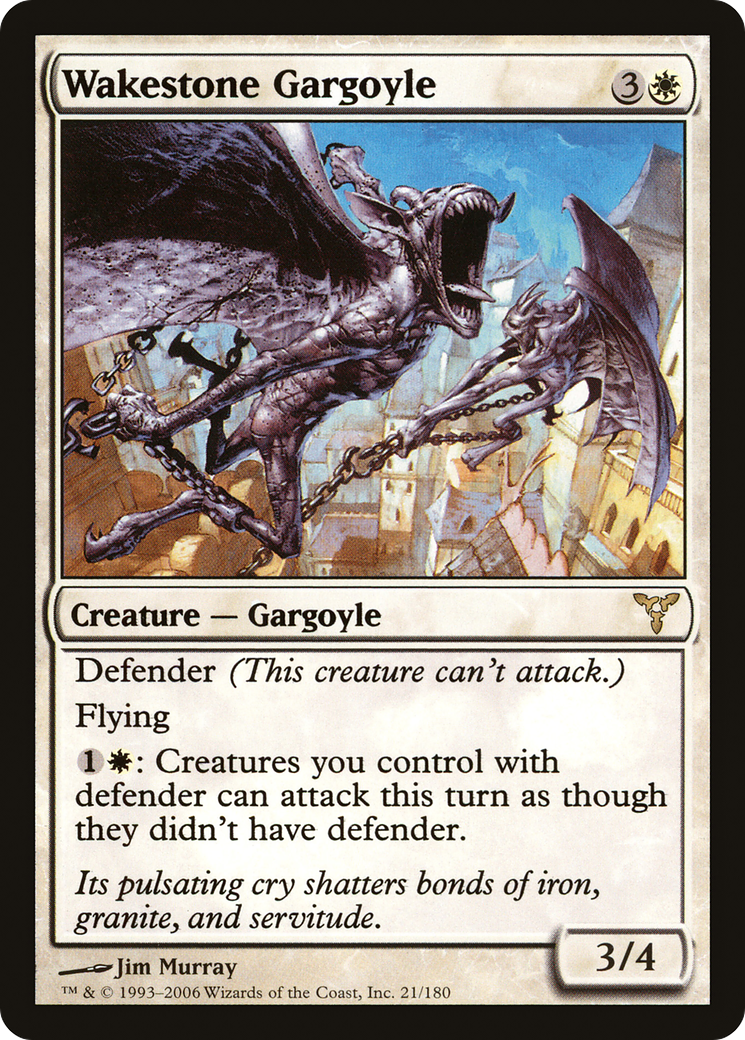 Wakestone Gargoyle 3
Creature — Gargoyle
Defender (This creature can't attack.)
Flying
1: Creatures you control with
defender can attack this turn as though
they didn't have defender.
Its pulsating cry shatters bonds of iron,
granite, and servitude.
3/4
Jim Murray
™ & © 1993–2006 Wizards of the Coast, Inc. 21/180